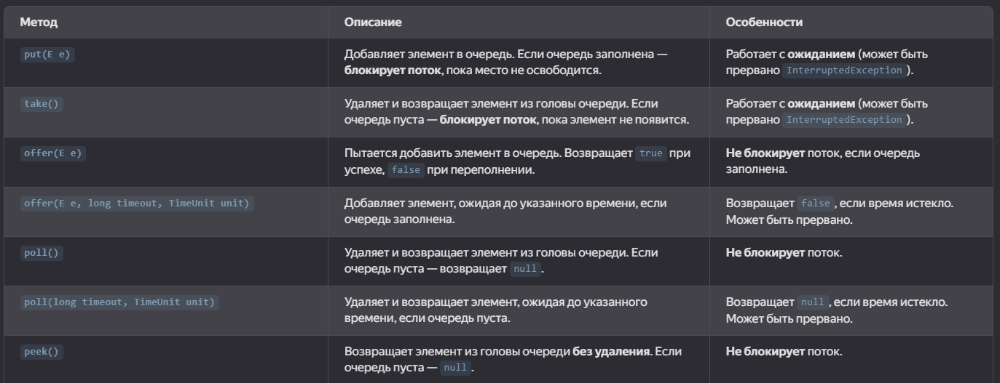 Метод Описание Особенности
put(E e) Добавляет элемент в очередь. Если очередь заполнена — Работает с ожиданием (может быть
блокирует поток, пока место не освободится. прервано InterruptedException ).
take() Удаляет и возвращает элемент из головы очереди. Если Работает с ожиданием (может быть
очередь пуста — блокирует поток, пока элемент не появится. прервано InterruptedException ).
offer(E e) Пытается добавить элемент в очередь. Возвращает true при Не блокирует поток, если очередь
успехе, false при переполнении. заполнена.
offer(E e, long timeout, TimeUnit unit) Добавляет элемент, ожидая до указанного времени, если Возвращает false , если время истекло.
очередь заполнена. Может быть прервано.
poll() Удаляет и возвращает элемент из головы очереди. Если Не блокирует поток.
очередь пуста — возвращает null .
poll(long timeout, TimeUnit unit) Удаляет и возвращает элемент, ожидая до указанного Возвращает null , если время истекло.
времени, если очередь пуста. Может быть прервано.
peek() Возвращает элемент из головы очереди без удаления. Если Не блокирует поток.
очередь пуста — null .